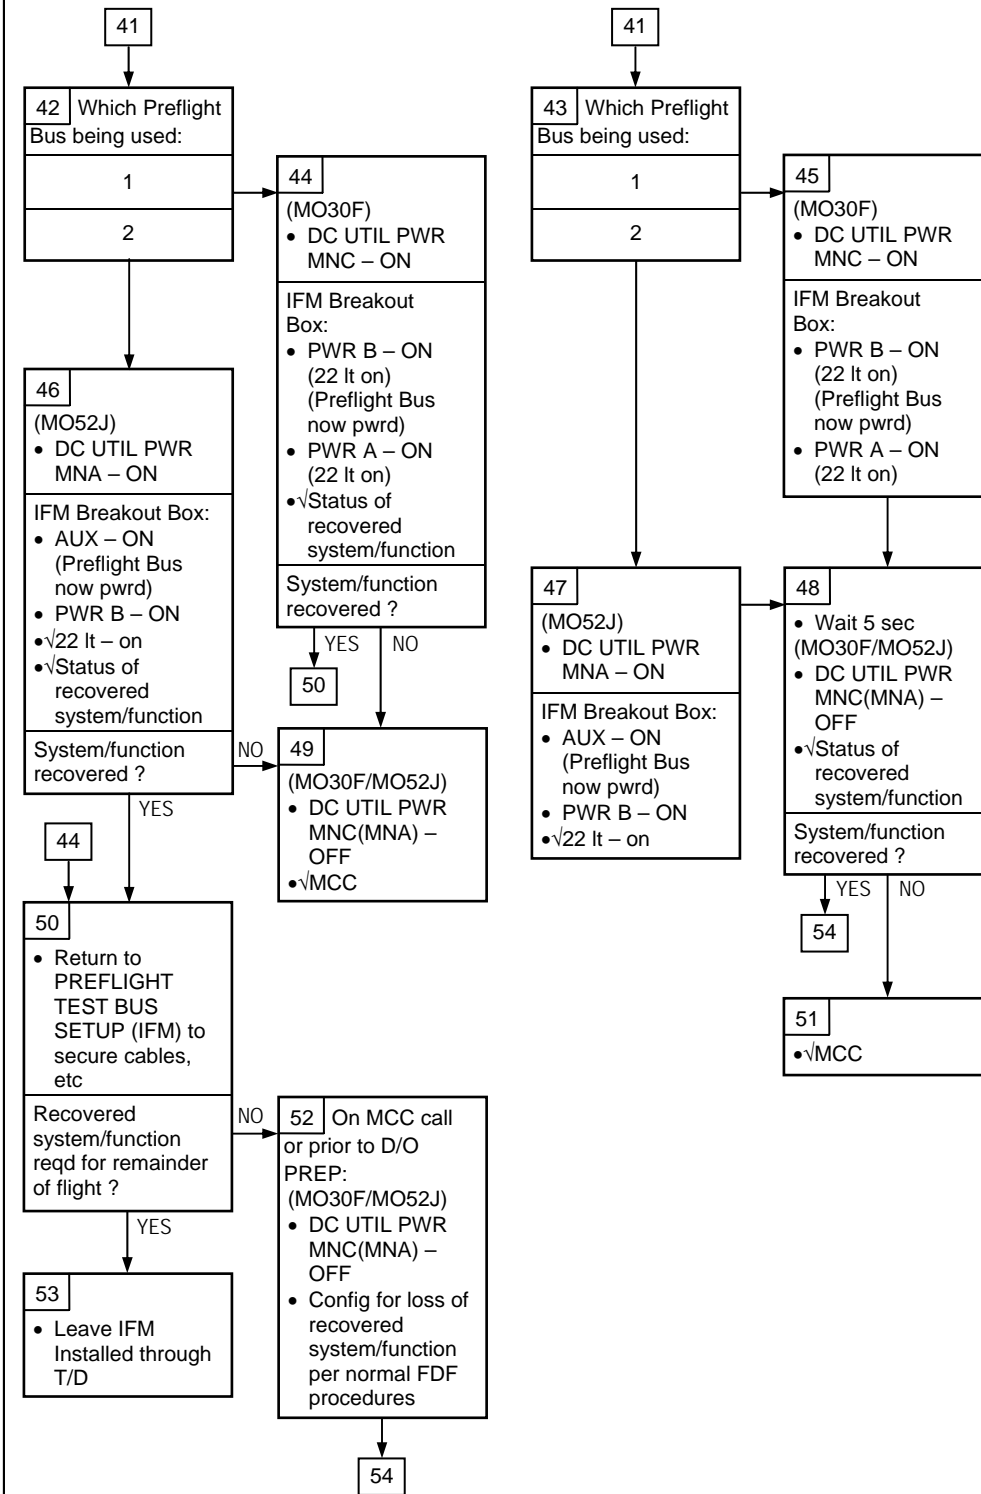 41
42 Which Preflight
Bus being used:
1
2
44
(MO30F)
• DC UTIL PWR
MNC – ON
IFM Breakout
Box:
• PWR B – ON
(22 lt on)
(Preflight Bus
now pwrd)
• PWR A – ON
(22 lt on)
•√Status of
recovered
system/function
System/function
recovered ?
YES
NO
50
46
(MO52J)
• DC UTIL PWR
MNA – ON
IFM Breakout Box:
• AUX – ON
(Preflight Bus
now pwrd)
• PWR B – ON
•√22 lt – on
•√Status of
recovered
system/function
System/function
recovered ?
NO
YES
49
(MO30F/MO52J)
• DC UTIL PWR
MNC(MNA) –
OFF
•√MCC
44
50
• Return to
PREFLIGHT
TEST BUS
SETUP (IFM) to
secure cables,
etc
Recovered
system/function
reqd for remainder
of flight ?
NO
YES
52 On MCC call
or prior to D/O
PREP:
(MO30F/MO52J)
• DC UTIL PWR
MNC(MNA) –
OFF
• Config for loss of
recovered
system/function
per normal FDF
procedures
54
53
• Leave IFM
Installed through
T/D
41
43 Which Preflight
Bus being used:
1
2
45
(MO30F)
• DC UTIL PWR
MNC – ON
IFM Breakout
Box:
• PWR B – ON
(22 lt on)
(Preflight Bus
now pwrd)
• PWR A – ON
(22 lt on)
47
(MO52J)
• DC UTIL PWR
MNA – ON
IFM Breakout Box:
• AUX – ON
(Preflight Bus
now pwrd)
• PWR B – ON
•√22 lt – on
48
• Wait 5 sec
(MO30F/MO52J)
• DC UTIL PWR
MNC(MNA) –
OFF
•√Status of
recovered
system/function
System/function
recovered ?
YES
NO
54
51
•√MCC